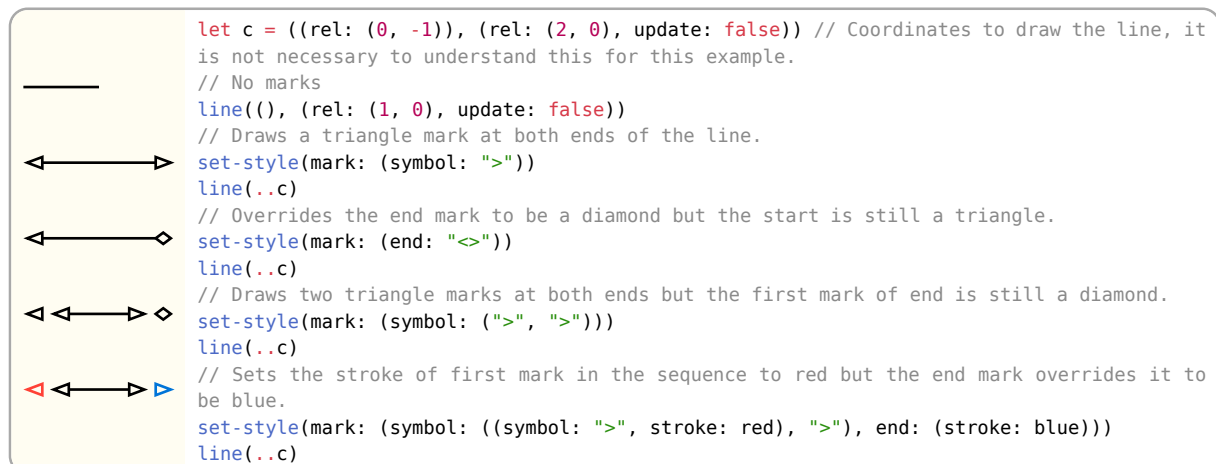 let c = ((rel: (0, -1)), (rel: (2, 0), update: false)) // Coordinates to draw the line, it
is not necessary to understand this for this example.
// No marks
line((), (rel: (1, 0), update: false))
// Draws a triangle mark at both ends of the line.
set-style(mark: (symbol: ">"))
line(..c)
// Overrides the end mark to be a diamond but the start is still a triangle.
set-style(mark: (end: "<>"))
line(..c)
// Draws two triangle marks at both ends but the first mark of end is still a diamond.
set-style(mark: (symbol: (">", ">")))
line(..c)
// Sets the stroke of first mark in the sequence to red but the end mark overrides it to
be blue.
set-style(mark: (symbol: ((symbol: ">", stroke: red), ">"), end: (stroke: blue)))
line(..c)